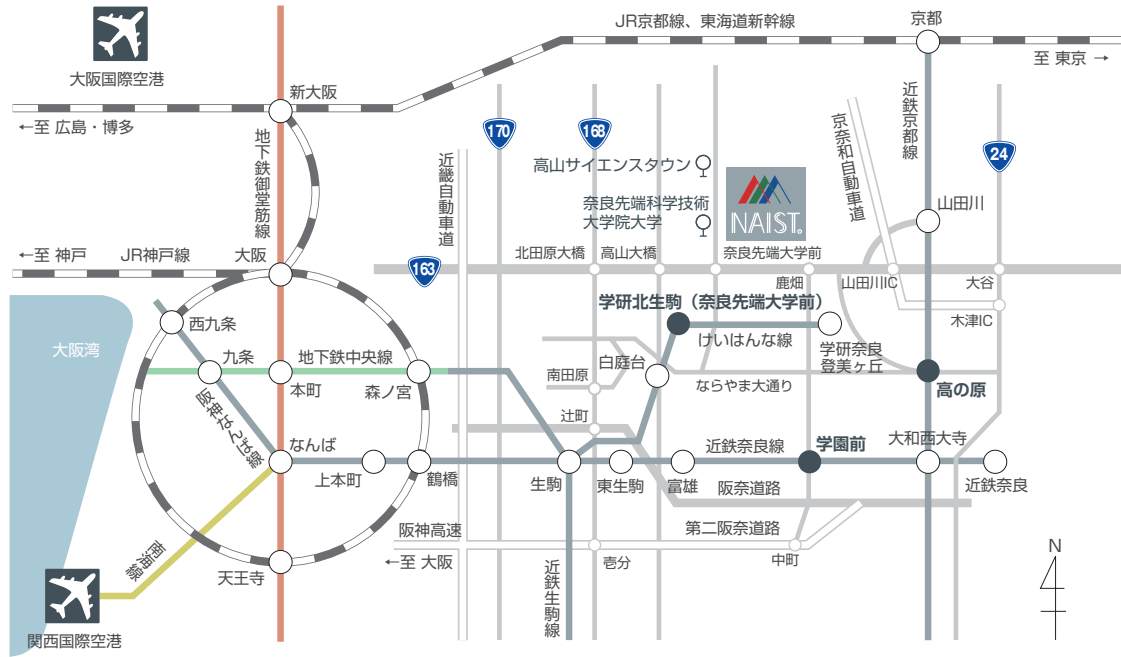 JR京都線、東海道新幹線
京都
至 東京 →
大阪国際空港
新大阪
←至 広島・博多
地下鉄御堂筋線
近畿自動車道
170
168
24
近鉄京都線
京奈和自動車道
高山サイエンスタウン
奈良先端科学技術
大学院大学
NAIST®
山田川
←至 神戸
JR神戸線
大阪
163
北田原大橋
高山大橋
奈良先端大学前
鹿畑
山田川IC
大谷
木津IC
学研北生駒（奈良先端大学前）
けいはんな線
学研奈良
登美ヶ丘
大阪湾
西九条
九条
地下鉄中央線
本町
森ノ宮
白庭台
南田原
ならやま大通り
高の原
阪神なんば線
なんば
辻町
上本町
鶴橋
生駒
東生駒
富雄
近鉄奈良線
学園前
大和西大寺
近鉄奈良
阪奈道路
阪神高速
第二阪奈道路
←至 大阪
壱分
中町
南海線
天王寺
近鉄生駒線
関西国際空港
N